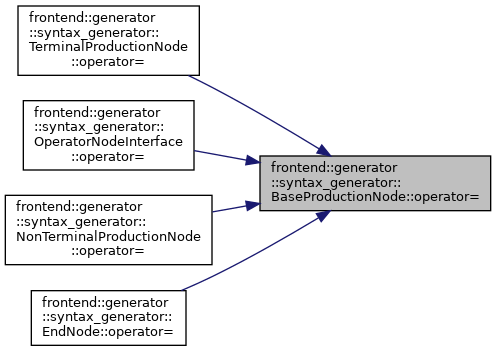 frontend::generator
::syntax_generator::
TerminalProductionNode
::operator=
frontend::generator
::syntax_generator::
OperatorNodeInterface
::operator=
frontend::generator
::syntax_generator::
BaseProductionNode::operator=
frontend::generator
::syntax_generator::
NonTerminalProductionNode
::operator=
frontend::generator
::syntax_generator::
EndNode::operator=